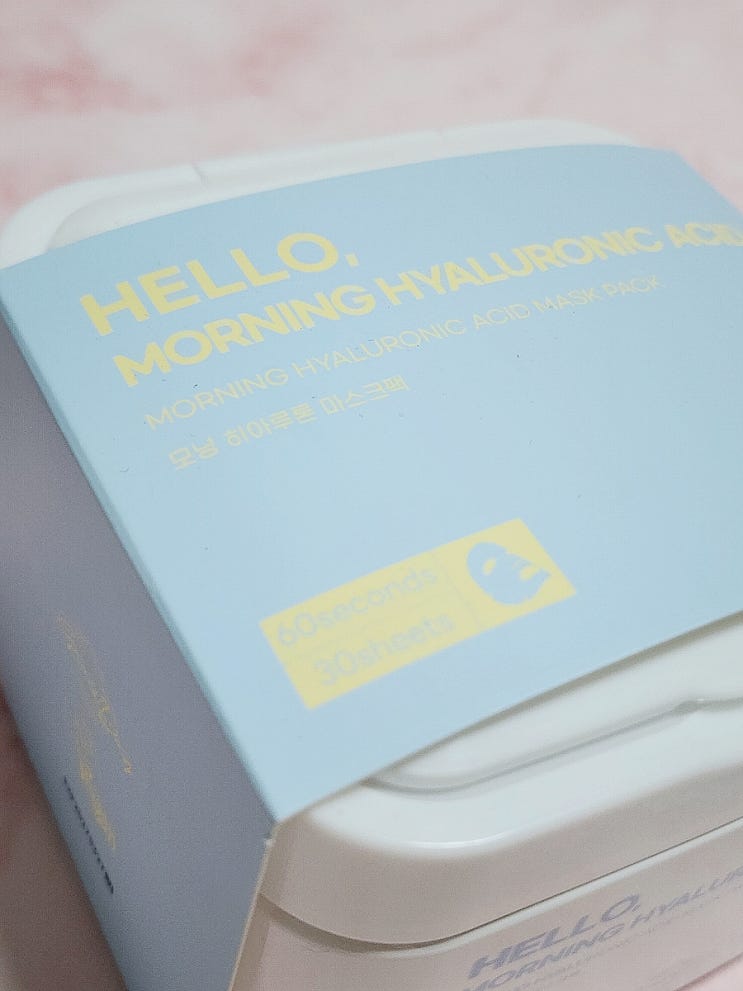 HELLO,
MORNING HYALURONIC ACID
MORNING HYALURONIC ACID MASK PACK
모닝 히아루론 마스크팩
60seconds
30sheets
HELLO,
MORNING HYALUR